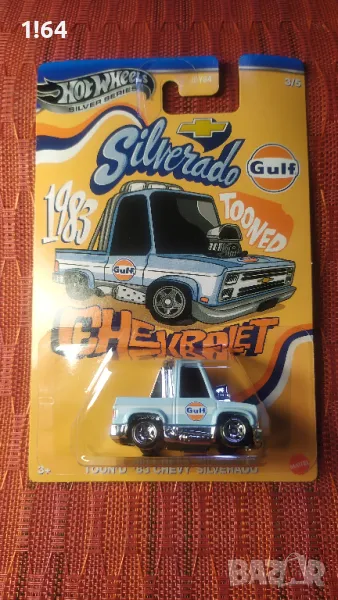 1!64
HOT WHEELS
SILVER SERIES
3/5
Silverado
Gulf
1983
TOONED
Gulf
CHEVROLET
Gulf
3+
TOON'D '83 CHEVY SILVERADO
BAZAR